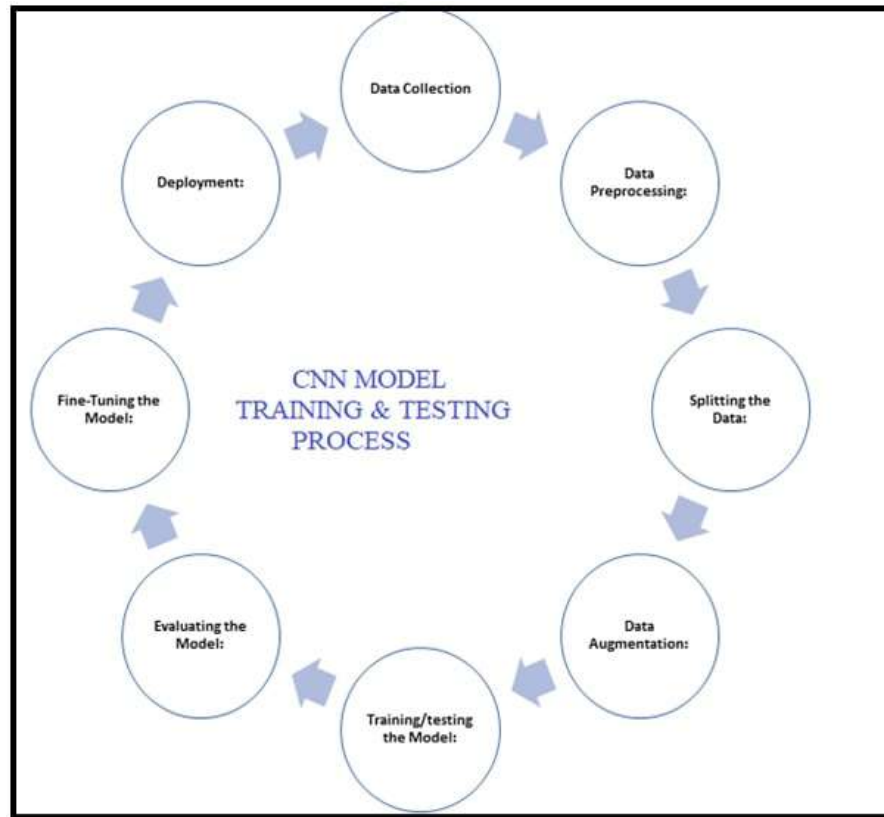 Data Collection
Data
Preprocessing:
Splitting the
Data:
Data
Augmentation:
Training/testing
the Model:
Evaluating the
Model:
Fine-Tuning the
Model:
Deployment:
CNN MODEL
TRAINING & TESTING
PROCESS